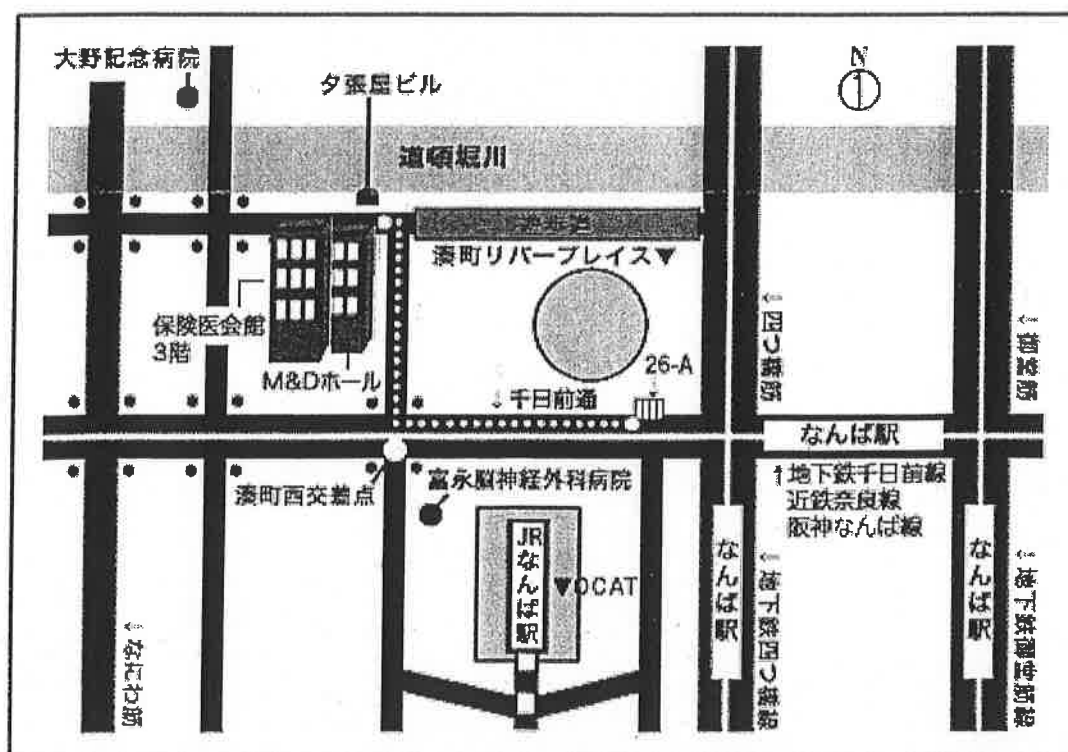 大野記念病院
夕張屋ビル
N
道頓堀川
遊歩道
湊町リバープレイス▼
保険医会館
3階
M&Dホール
26-A
↓千日前通
⇐四つ橋筋
⇐御堂筋
なんば駅
湊町西交差点
富永脳神経外科病院
↑地下鉄千日前線
近鉄奈良線
阪神なんば線
JRなんば駅
▼OCAT
なんば駅
なんば駅
⇐なにわ筋
⇐地下鉄四つ橋線
⇐地下鉄御堂筋線